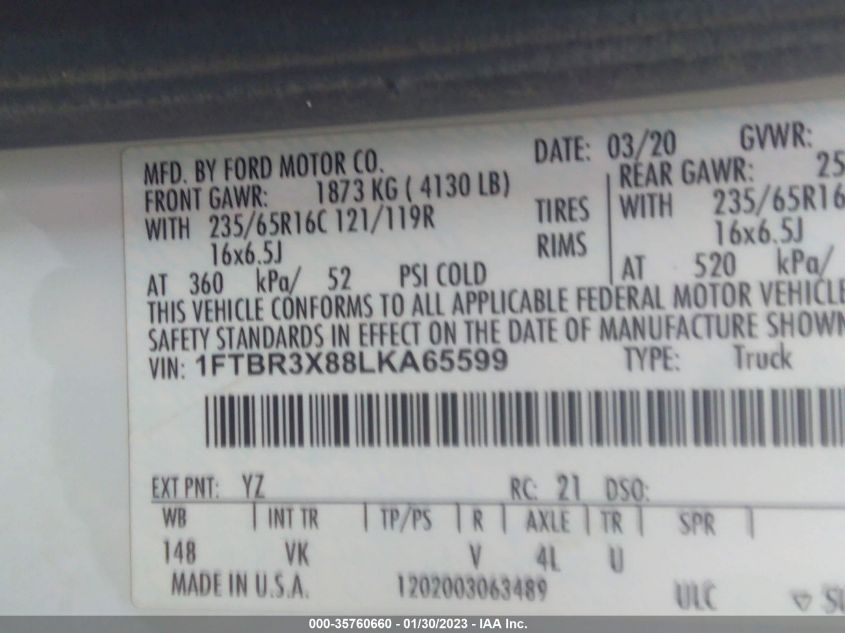 MFD. BY FORD MOTOR CO. DATE: 03/20 GVWR:
FRONT GAWR: 1873 KG ( 4130 LB) REAR GAWR: 25
WITH 235/65R16C 121/119R TIRES WITH 235/65R16
16x6.5J RIMS 16x6.5J
AT 360 kPa/ 52 PSI COLD AT 520 kPa/
THIS VEHICLE CONFORMS TO ALL APPLICABLE FEDERAL MOTOR VEHICLE
SAFETY STANDARDS IN EFFECT ON THE DATE OF MANUFACTURE SHOWN
VIN: 1FTBR3X88LKA65599 TYPE: Truck
EXT PNT: YZ RC: 21 DSO:
WB INT TR TP/PS R AXLE TR SPR
148 VK V 4L U
MADE IN U.S.A. 1202003063489 ULC
000-35760660 - 01/30/2023 - IAA Inc.